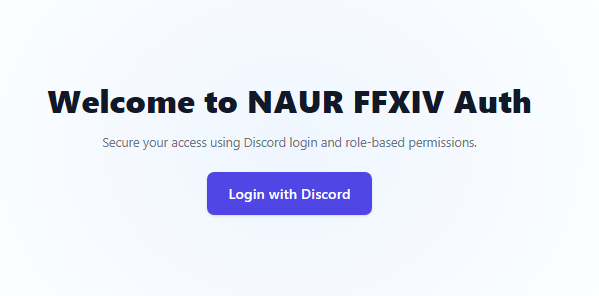 Welcome to NAUR FFXIV Auth
Secure your access using Discord login and role-based permissions.
Login with Discord